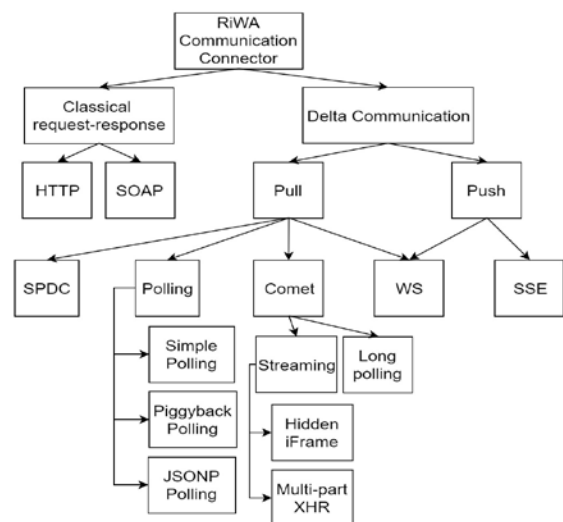 RiWA
Communication
Connector
Classical
request-response
Delta Communication
HTTP
SOAP
Pull
Push
SPDC
Polling
Comet
WS
SSE
Simple
Polling
Streaming
Long
polling
Piggyback
Polling
Hidden
iFrame
JSONP
Polling
Multi-part
XHR